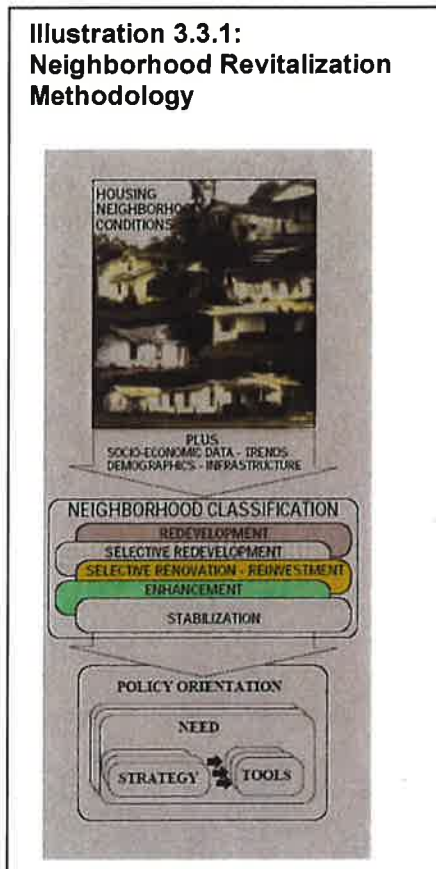 Illustration 3.3.1:
Neighborhood Revitalization
Methodology
HOUSING
NEIGHBORHOOD
CONDITIONS
PLUS
SOCIO-ECONOMIC DATA - TRENDS
DEMOGRAPHICS - INFRASTRUCTURE
NEIGHBORHOOD CLASSIFICATION
REDEVELOPMENT
SELECTIVE REDEVELOPMENT
SELECTIVE RENOVATION - REINVESTMENT
ENHANCEMENT
STABILIZATION
POLICY ORIENTATION
NEED
STRATEGY TOOLS